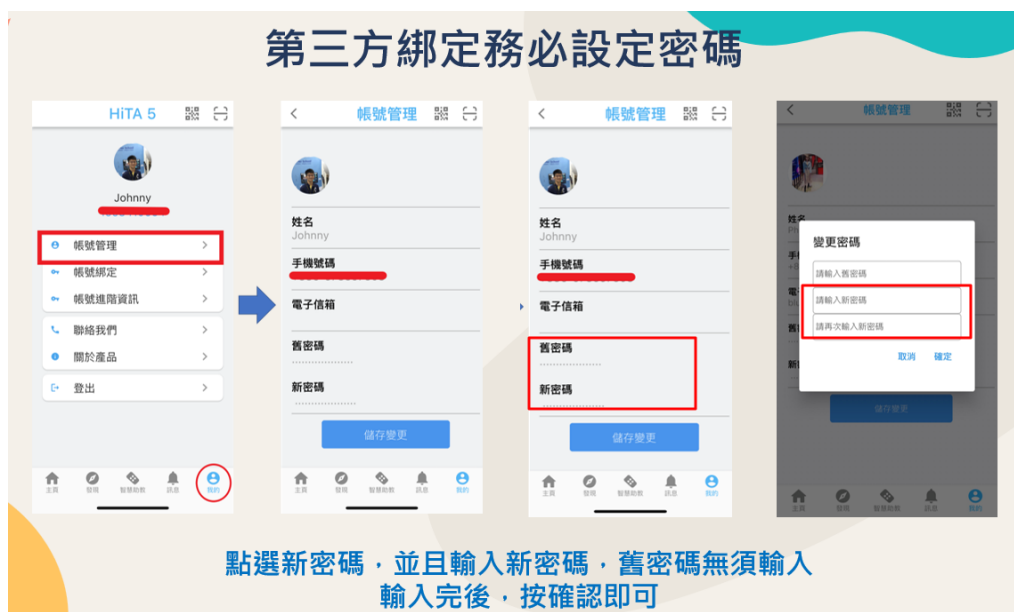 第三方綁定務必設定密碼
HiTA 5
Johnny
帳號管理
帳號綁定
帳號進階資訊
聯絡我們
關於產品
登出
主頁
發現
智慧助教
訊息
我的
帳號管理
姓名
Johnny
手機號碼
電子信箱
舊密碼
新密碼
儲存變更
主頁
發現
智慧助教
訊息
我的
帳號管理
姓名
Johnny
手機號碼
電子信箱
舊密碼
新密碼
儲存變更
主頁
發現
智慧助教
訊息
我的
帳號管理
姓名
變更密碼
請輸入舊密碼
請輸入新密碼
請再次輸入新密碼
取消
確定
儲存變更
主頁
發現
智慧助教
訊息
我的
點選新密碼，並且輸入新密碼，舊密碼無須輸入
輸入完後，按確認即可